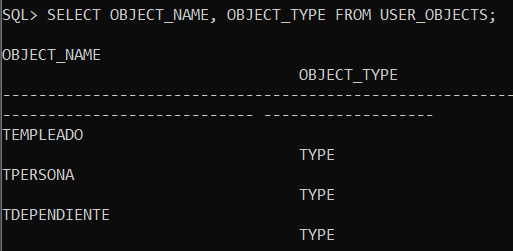 SQL> SELECT OBJECT_NAME, OBJECT_TYPE FROM USER_OBJECTS;
OBJECT_NAME
OBJECT_TYPE
--------------------------------------------------------
---------------------------- -------------------
TEMPLEADO
TYPE
TPERSONA
TYPE
TDEPENDIENTE
TYPE